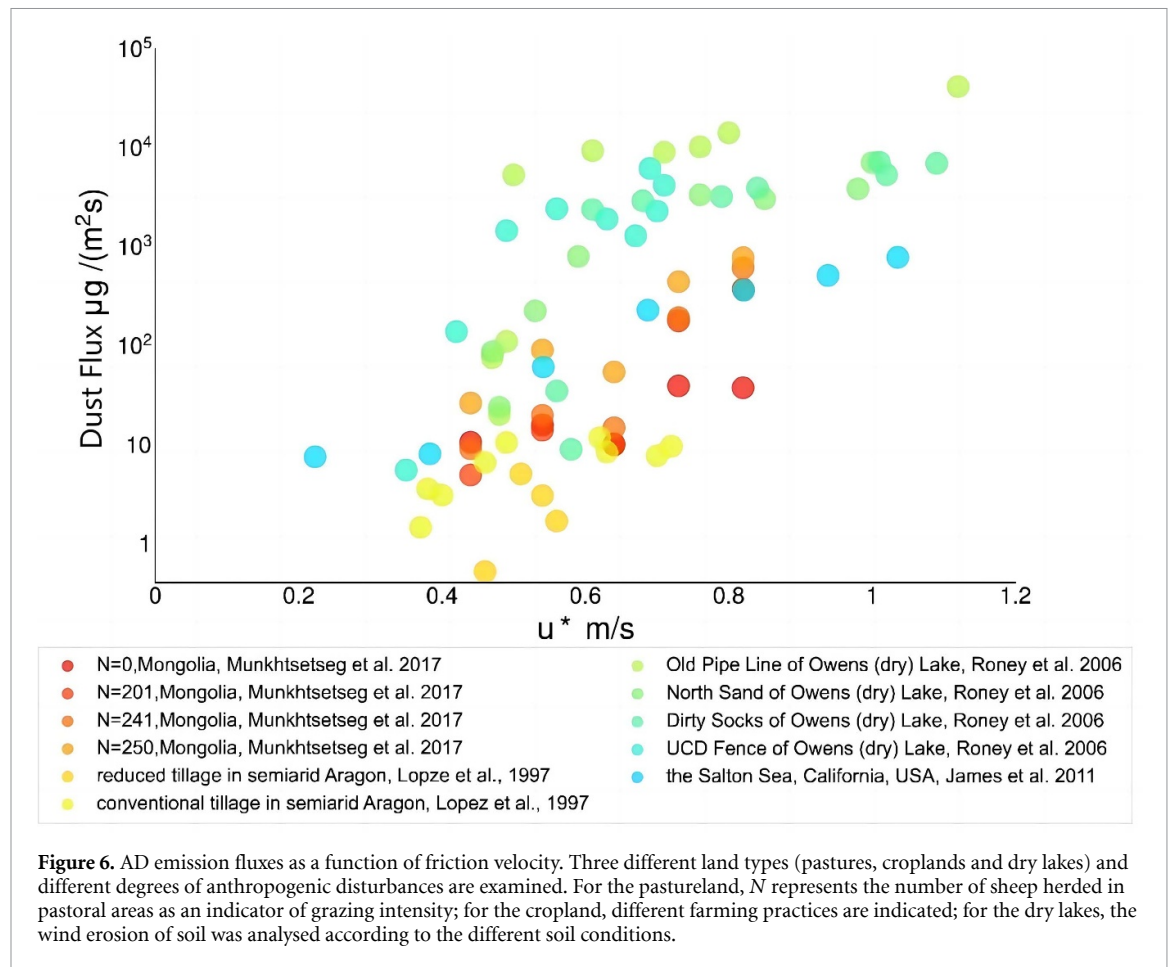 10⁵
10⁴
10³
10²
10
1
Dust Flux µg /(m²s)
0 0.2 0.4 0.6 0.8 1 1.2
u* m/s
N=0,Mongolia, Munkhtsetseg et al. 2017
N=201,Mongolia, Munkhtsetseg et al. 2017
N=241,Mongolia, Munkhtsetseg et al. 2017
N=250,Mongolia, Munkhtsetseg et al. 2017
reduced tillage in semiarid Aragon, Lopze et al., 1997
conventional tillage in semiarid Aragon, Lopez et al., 1997
Old Pipe Line of Owens (dry) Lake, Roney et al. 2006
North Sand of Owens (dry) Lake, Roney et al. 2006
Dirty Socks of Owens (dry) Lake, Roney et al. 2006
UCD Fence of Owens (dry) Lake, Roney et al. 2006
the Salton Sea, California, USA, James et al. 2011
Figure 6. AD emission fluxes as a function of friction velocity. Three different land types (pastures, croplands and dry lakes) and
different degrees of anthropogenic disturbances are examined. For the pastureland, N represents the number of sheep herded in
pastoral areas as an indicator of grazing intensity; for the cropland, different farming practices are indicated; for the dry lakes, the
wind erosion of soil was analysed according to the different soil conditions.